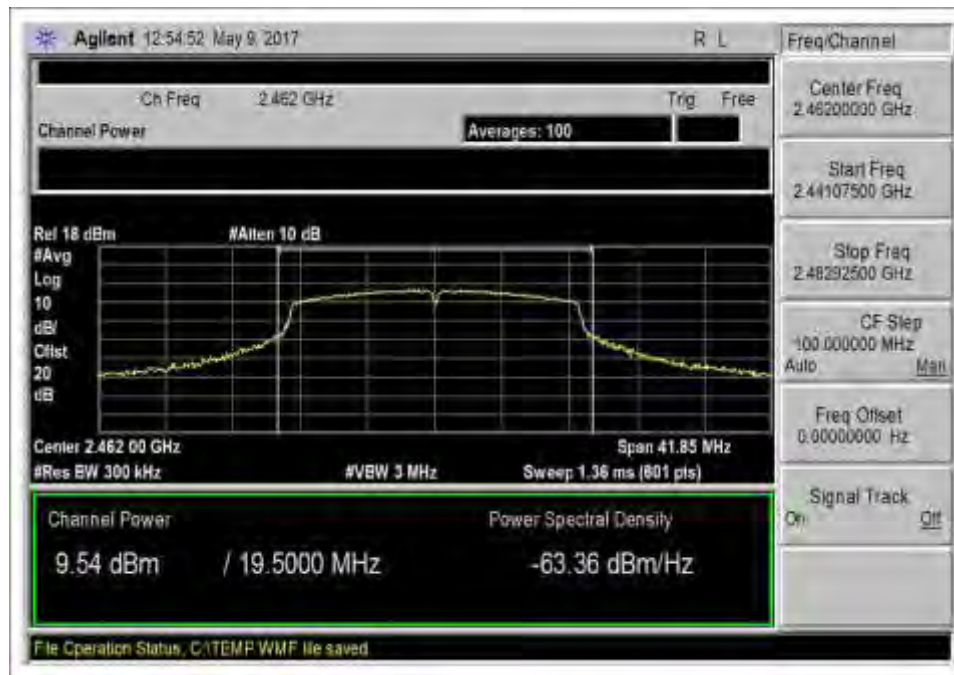 Agilent 12:54:52 May 9, 2017 R L
Freq/Channel
Ch Freq 2.462 GHz Trig Free
Channel Power
Averages: 100
Center Freq
2.46200000 GHz
Start Freq
2.44107500 GHz
Stop Freq
2.48292500 GHz
CF Step
100.000000 MHz
Auto Man
Freq Offset
0.00000000 Hz
Signal Track
On Off
Ref 18 dBm #Atten 10 dB
#Avg
Log
10
dB/
Offst
20
dB
Center 2.462 00 GHz Span 41.85 MHz
#Res BW 300 kHz #VBW 3 MHz Sweep 1.36 ms (601 pts)
Channel Power Power Spectral Density
9.54 dBm / 19.5000 MHz -63.36 dBm/Hz
File Operation Status, C:\TEMP.WMF file saved